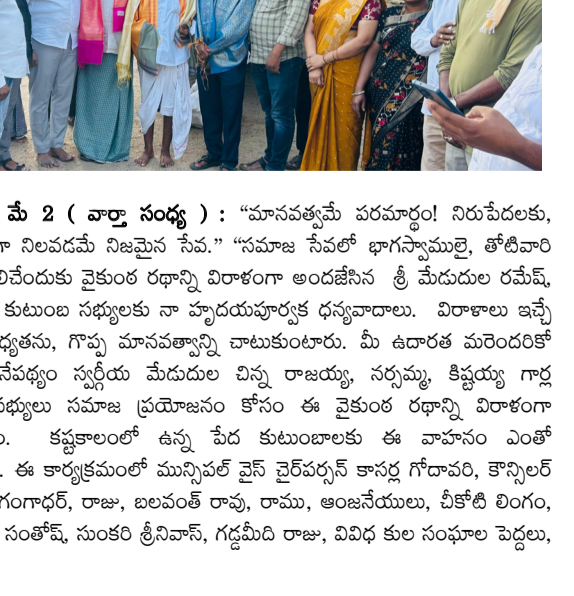 మే 2 ( వార్తా సంధ్య ) : “మానవత్వమే పరమార్థం! నిరుపేదలకు,
నిలవడమే నిజమైన సేవ.” “సమాజ సేవలో భాగస్వాములై, తోటివారి
వైకుంఠ రథాన్ని విరాళంగా అందజేసిన శ్రీ మేడుదుల రమేష్,
కుటుంబ సభ్యులకు నా హృదయపూర్వక ధన్యవాదాలు. విరాళాలు ఇచ్చే
గొప్ప మానవత్వాన్ని చాటుకుంటారు. మీ ఉదారత మరెందరికో
స్వర్గీయ మేడుదుల చిన్న రాజయ్య, నర్సమ్మ, కిష్టయ్య గార్ల
సమాజ ప్రయోజనం కోసం ఈ వైకుంఠ రథాన్ని విరాళంగా
కష్టకాలంలో ఉన్న పేద కుటుంబాలకు ఈ వాహనం ఎంతో
. ఈ కార్యక్రమంలో మున్సిపల్ వైస్ చైర్‌పర్సన్ కాసర్ల గోదావరి, కౌన్సిలర్
గంగాధర్, రాజు, బలవంత్ రావు, రాము, ఆంజనేయులు, చీకోటి లింగం,
సంతోష్, సుంకరి శ్రీనివాస్, గడ్డమీది రాజు, వివిధ కుల సంఘాల పెద్దలు,